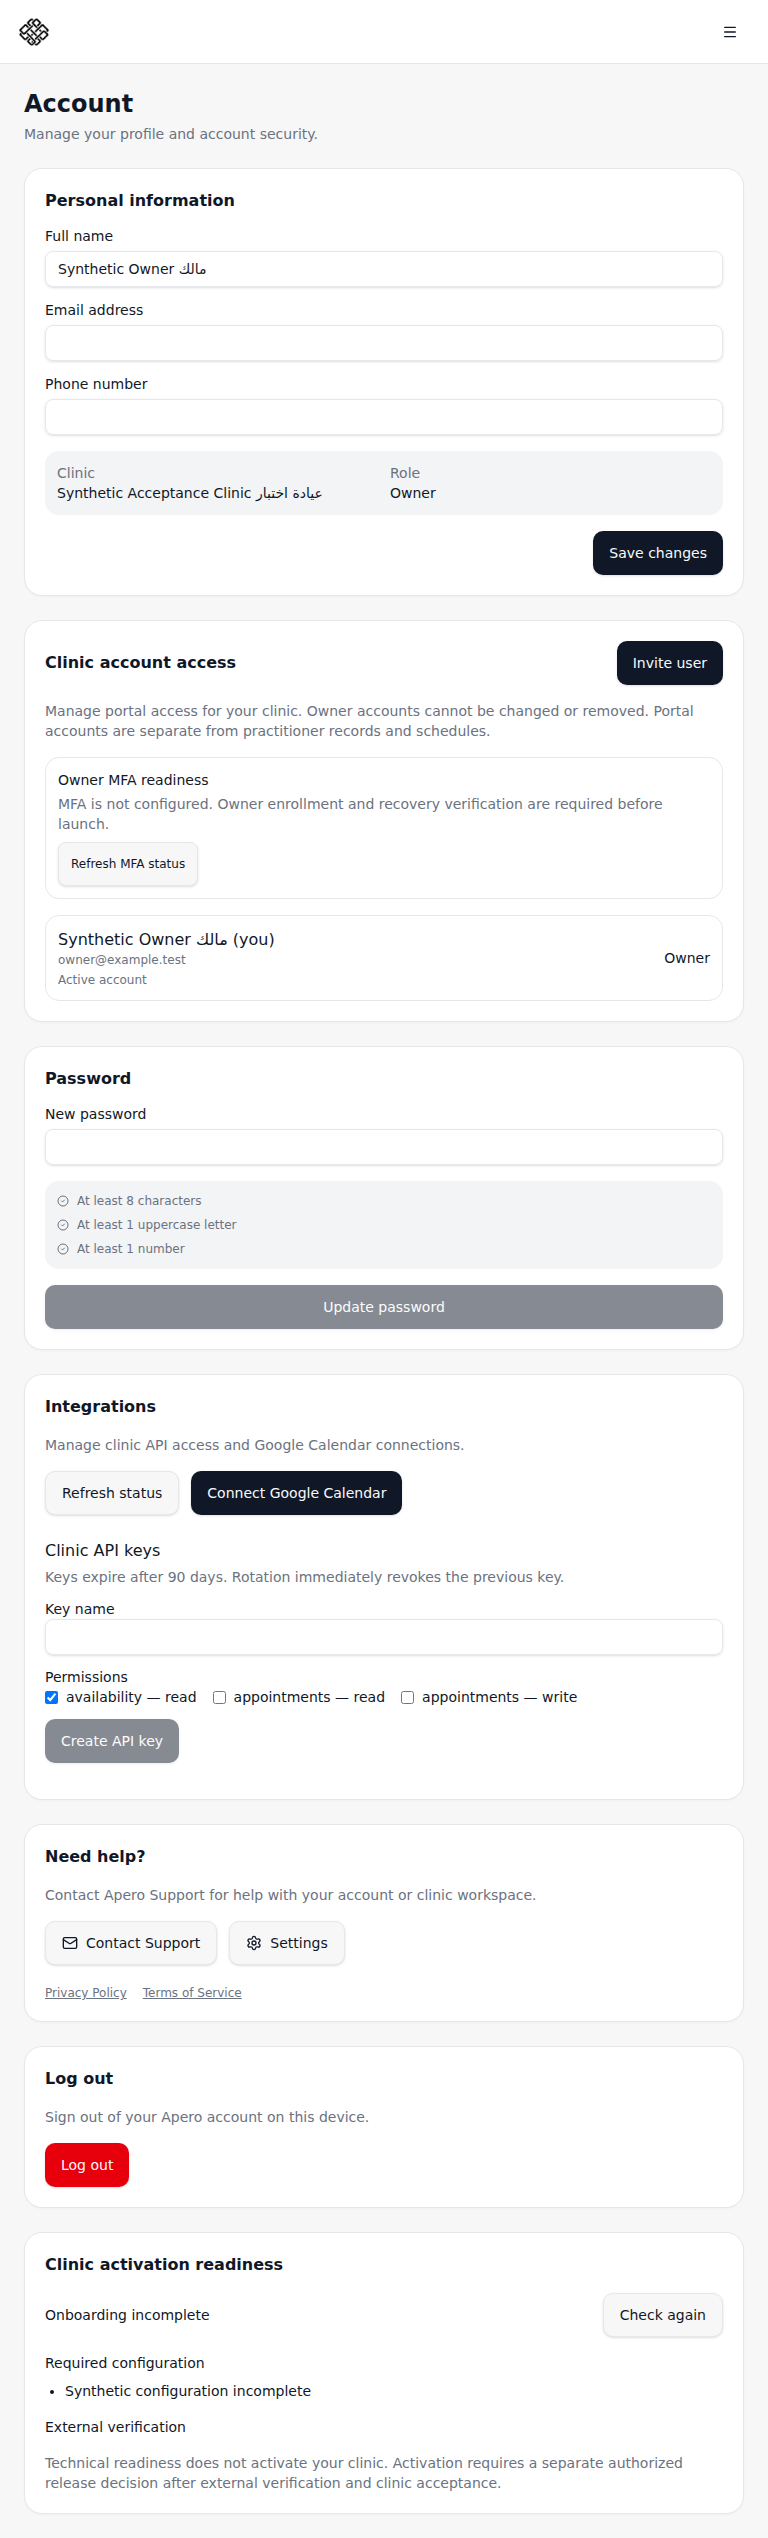 Account
Manage your profile and account security.
Personal information
Full name
Synthetic Owner مالك
Email address
Phone number
Clinic
Synthetic Acceptance Clinic عيادة اختبار
Role
Owner
Save changes
Clinic account access
Invite user
Manage portal access for your clinic. Owner accounts cannot be changed or removed. Portal
accounts are separate from practitioner records and schedules.
Owner MFA readiness
MFA is not configured. Owner enrollment and recovery verification are required before
launch.
Refresh MFA status
Synthetic Owner مالك (you)
owner@example.test
Active account
Owner
Password
New password
At least 8 characters
At least 1 uppercase letter
At least 1 number
Update password
Integrations
Manage clinic API access and Google Calendar connections.
Refresh status
Connect Google Calendar
Clinic API keys
Keys expire after 90 days. Rotation immediately revokes the previous key.
Key name
Permissions
availability — read
appointments — read
appointments — write
Create API key
Need help?
Contact Apero Support for help with your account or clinic workspace.
Contact Support
Settings
Privacy Policy
Terms of Service
Log out
Sign out of your Apero account on this device.
Log out
Clinic activation readiness
Onboarding incomplete
Check again
Required configuration
• Synthetic configuration incomplete
External verification
Technical readiness does not activate your clinic. Activation requires a separate authorized
release decision after external verification and clinic acceptance.